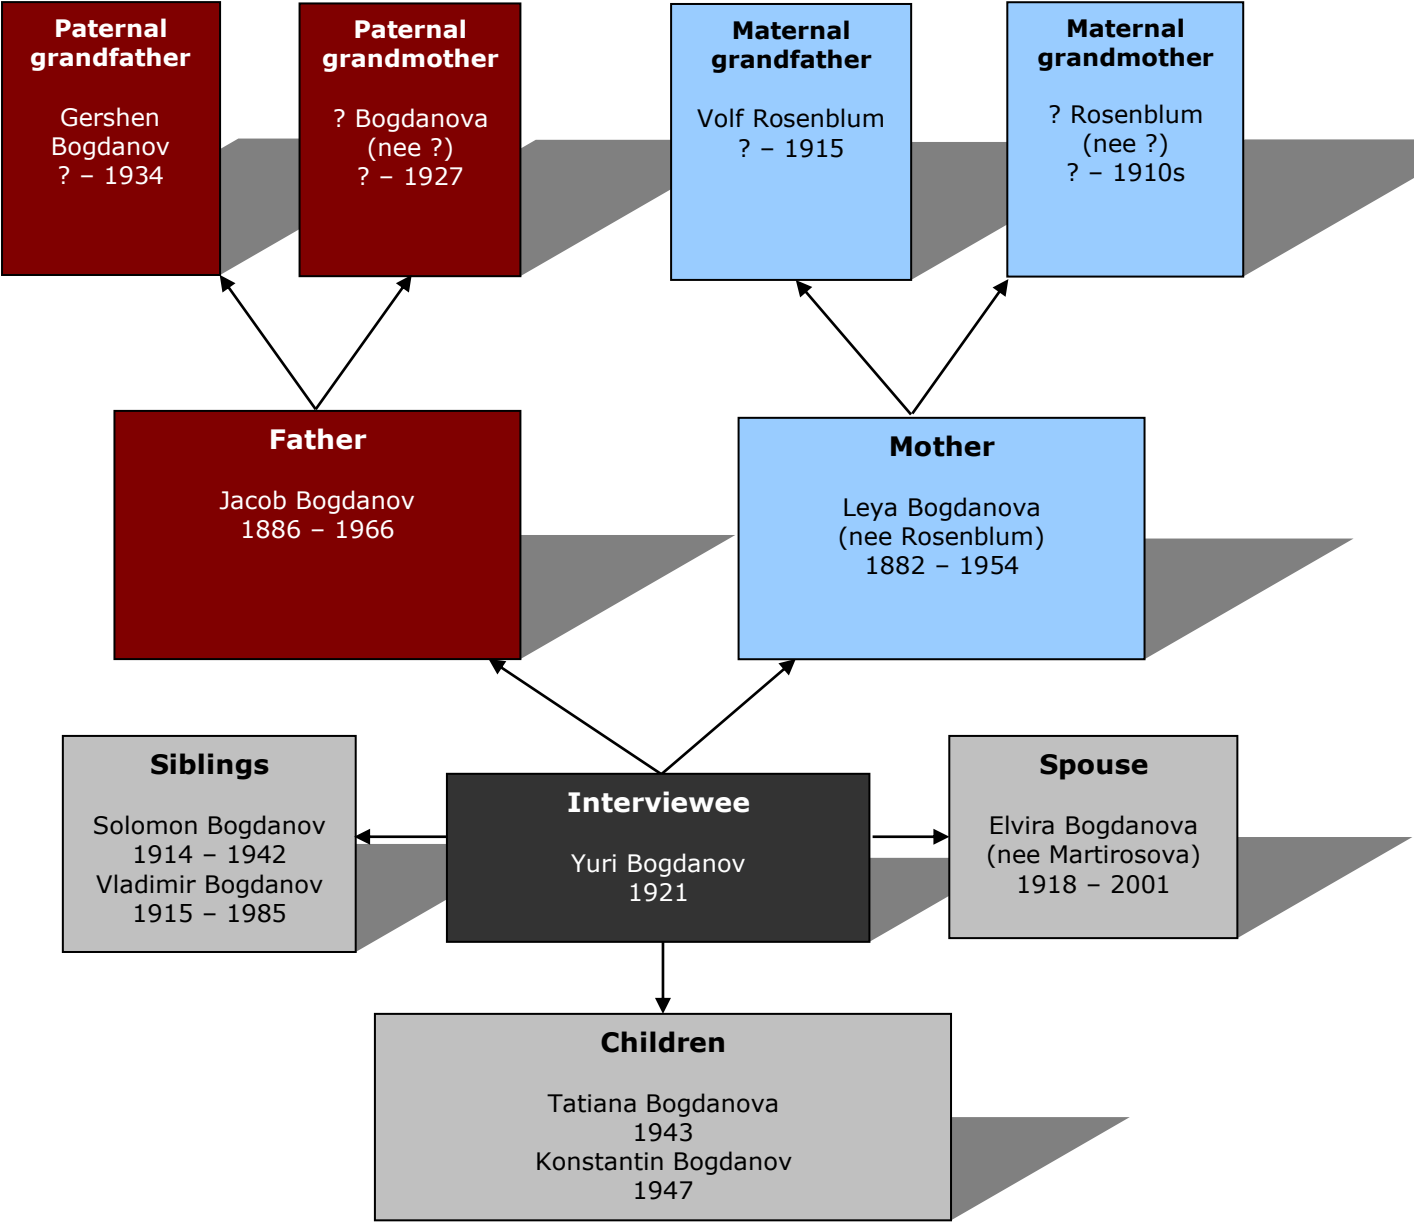 Paternal
grandfather
Gershen
Bogdanov
? – 1934
Paternal
grandmother
? Bogdanova
(nee ?)
? – 1927
Maternal
grandfather
Volf Rosenblum
? – 1915
Maternal
grandmother
? Rosenblum
(nee ?)
? – 1910s
Father
Jacob Bogdanov
1886 – 1966
Mother
Leya Bogdanova
(nee Rosenblum)
1882 – 1954
Siblings
Solomon Bogdanov
1914 – 1942
Vladimir Bogdanov
1915 – 1985
Interviewee
Yuri Bogdanov
1921
Spouse
Elvira Bogdanova
(nee Martirosova)
1918 – 2001
Children
Tatiana Bogdanova
1943
Konstantin Bogdanov
1947